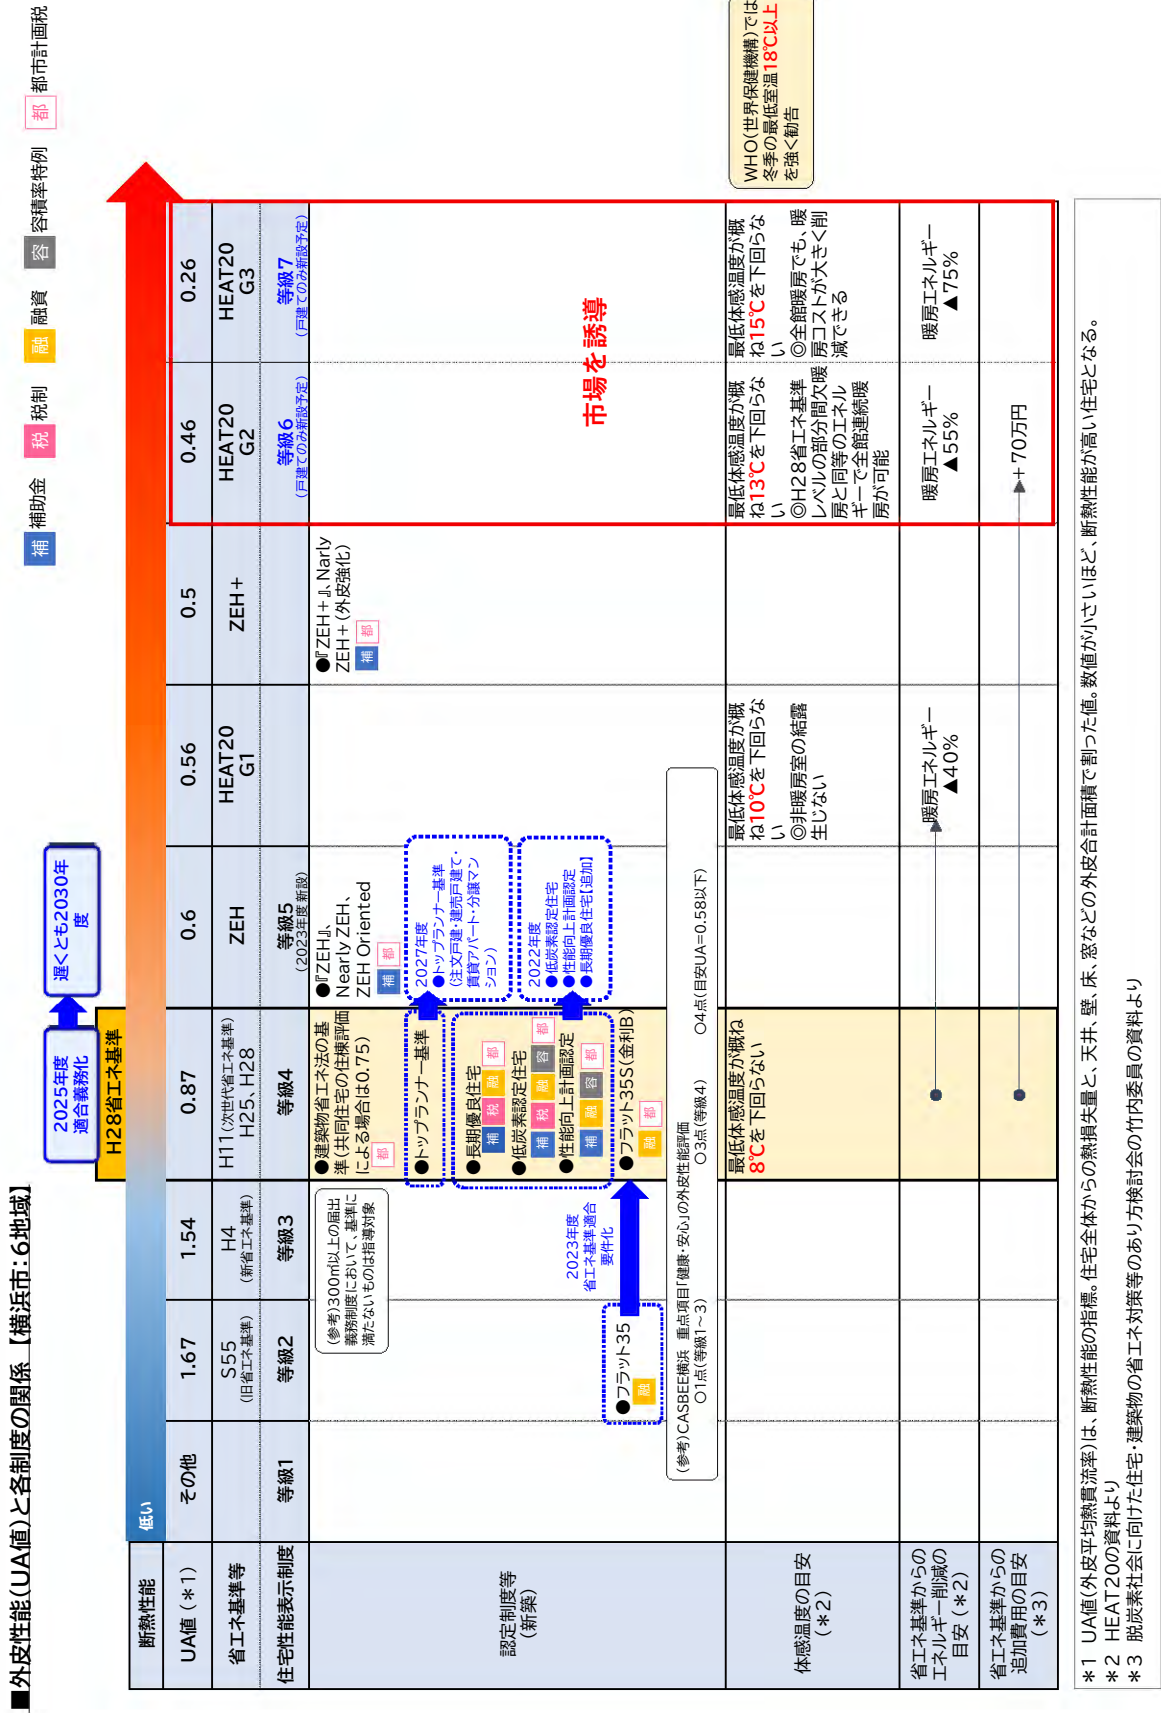 ■外皮性能(UA値)と各制度の関係 【横浜市:6地域】
補 補助金 税 税制 融 融資 容 容積率特例 都 都市計画税
2025年度
適合義務化
遅くとも2030年
度
H28省エネ基準
断熱性能
低い
UA値 (*1)
その他
1.67
1.54
0.87
0.6
0.56
0.5
0.46
0.26
省エネ基準等
S55
(旧省エネ基準)
H4
(新省エネ基準)
H11(次世代省エネ基準)
H25、H28
ZEH
HEAT20
G1
ZEH+
HEAT20
G2
HEAT20
G3
住宅性能表示制度
等級1
等級2
等級3
等級4
等級5
(2023年度 新設)
等級6
(戸建てのみ新設予定)
等級7
(戸建てのみ新設予定)
認定制度等
(新築)
(参考)300㎡以上の届出
義務制度において、基準に
満たないものは指導対象
●フラット35
融
2023年度
省エネ基準適合
要件化
●建築物省エネ法の基
準(共同住宅の住棟評価
による場合は0.75)
都
●トップランナー基準
●長期優良住宅
補 税 融 都
●低炭素認定住宅
補 税 融 容 都
●性能向上計画認定
補 融 容 都
●フラット35S(金利B)
融 都
●『ZEH』、
Nearly ZEH、
ZEH Oriented
補 都
2027年度
●トップランナー基準
(注文戸建・建売戸建て・
賃貸アパート・分譲マン
ション)
2022年度
●低炭素認定住宅
●性能向上計画認定
●長期優良住宅【追加】
●『ZEH+』、Narly
ZEH+(外皮強化)
補 都
市場を誘導
(参考)CASBEE横浜 重点項目「健康・安心」の外皮性能評価
○1点(等級1~3) ○3点(等級4) ○4点(目安UA=0.58以下)
体感温度の目安
(*2)
最低体感温度が概ね
8℃を下回らない
最低体感温度が概
ね10℃を下回らな
い
◎非暖房室の結露
生じない
最低体感温度が概
ね13℃を下回らな
い
◎H28省エネ基準
レベルの部分間欠暖
房と同等のエネル
ギーで全館連続暖
房が可能
最低体感温度が概
ね15℃を下回らな
い
◎全館暖房でも、暖
房コストが大きく削
減できる
WHO(世界保健機構)では
冬季の最低室温18℃以上
を強く勧告
省エネ基準からの
エネルギー削減の
目安 (*2)
暖房エネルギー
▲40%
暖房エネルギー
▲55%
暖房エネルギー
▲75%
省エネ基準からの
追加費用の目安
(*3)
+70万円
*1 UA値(外皮平均熱貫流率)は、断熱性能の指標。住宅全体からの熱損失量と、天井、壁、床、窓などの外皮合計面積で割った値。数値が小さいほど、断熱性能が高い住宅となる。
*2 HEAT20の資料より
*3 脱炭素社会に向けた住宅・建築物の省エネ対策等のあり方検討会の竹内委員の資料より